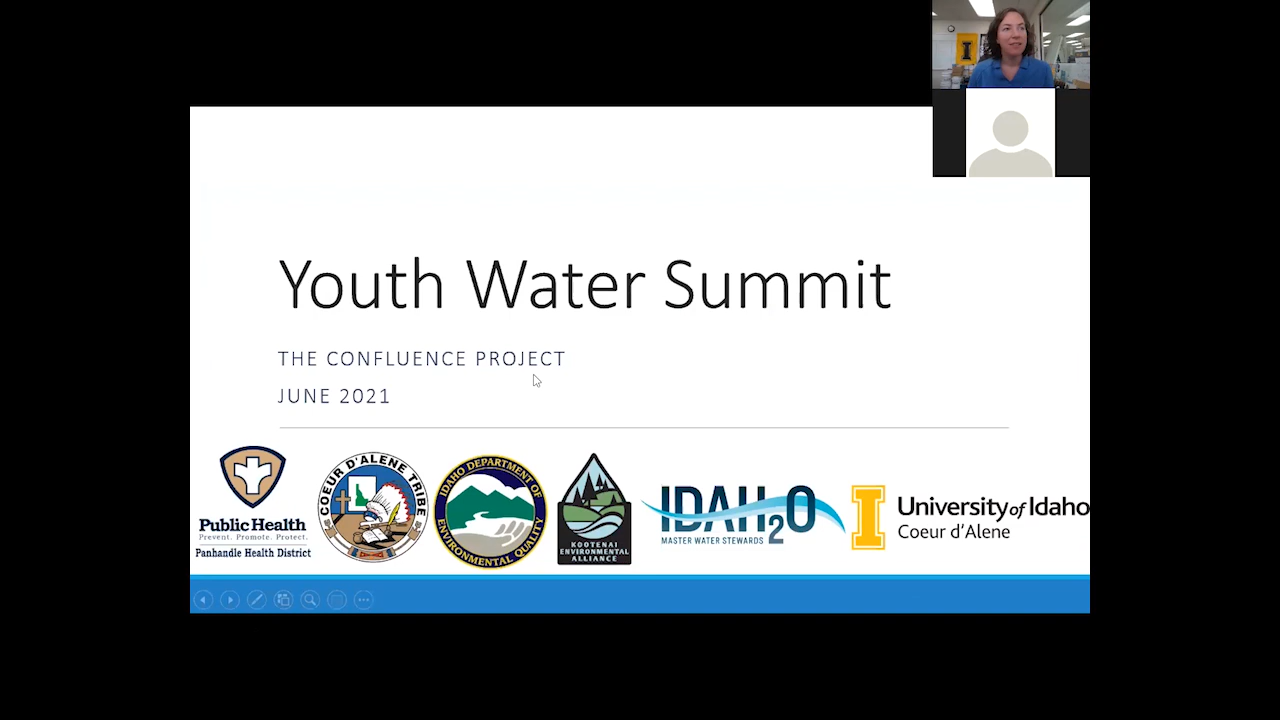 I
Youth Water Summit
THE CONFLUENCE PROJECT
JUNE 2021
Public Health
Prevent. Promote. Protect.
Panhandle Health District
COEUR D'ALENE TRIBE
IDAHO DEPARTMENT OF
ENVIRONMENTAL QUALITY
KOOTENAI
ENVIRONMENTAL
ALLIANCE
IDAH2O
MASTER WATER STEWARDS
I
University of Idaho
Coeur d'Alene